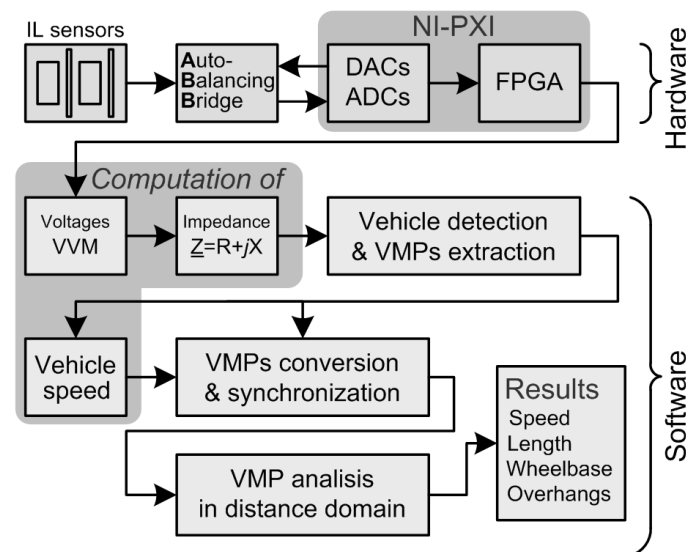 NI-PXI
IL sensors
Auto-
Balancing
Bridge
DACs
ADCs
FPGA
Hardware
Computation of
Voltages
VVM
Impedance
Z=R+jX
Vehicle detection
& VMPs extraction
Vehicle
speed
VMPs conversion
& synchronization
VMP analisis
in distance domain
Results
Speed
Length
Wheelbase
Overhangs
Software